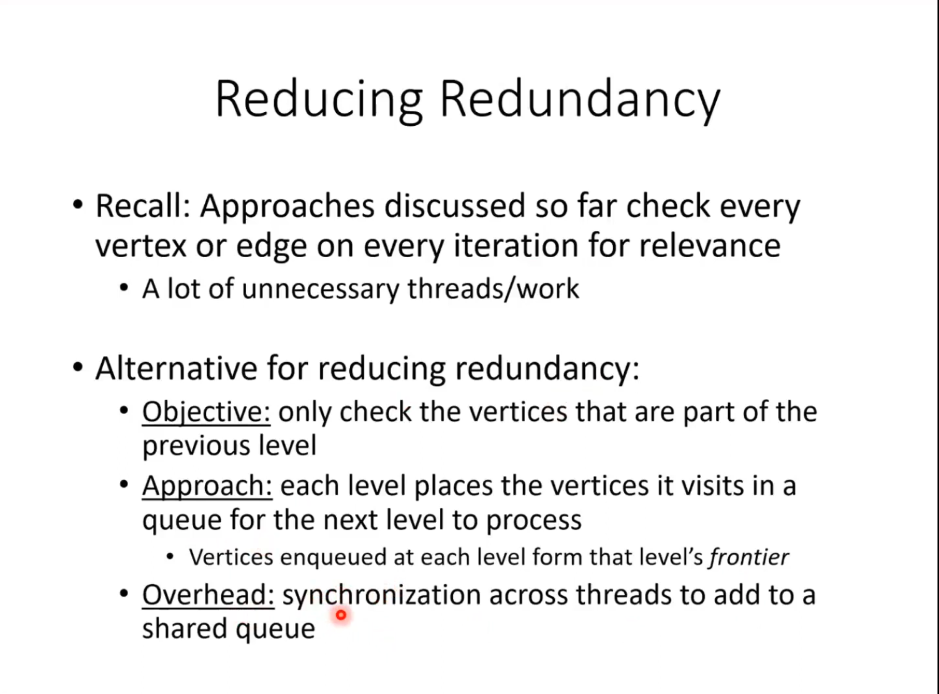 Reducing Redundancy
• Recall: Approaches discussed so far check every
vertex or edge on every iteration for relevance
• A lot of unnecessary threads/work
• Alternative for reducing redundancy:
• Objective: only check the vertices that are part of the
previous level
• Approach: each level places the vertices it visits in a
queue for the next level to process
• Vertices enqueued at each level form that level's frontier
• Overhead: synchronization across threads to add to a
shared queue